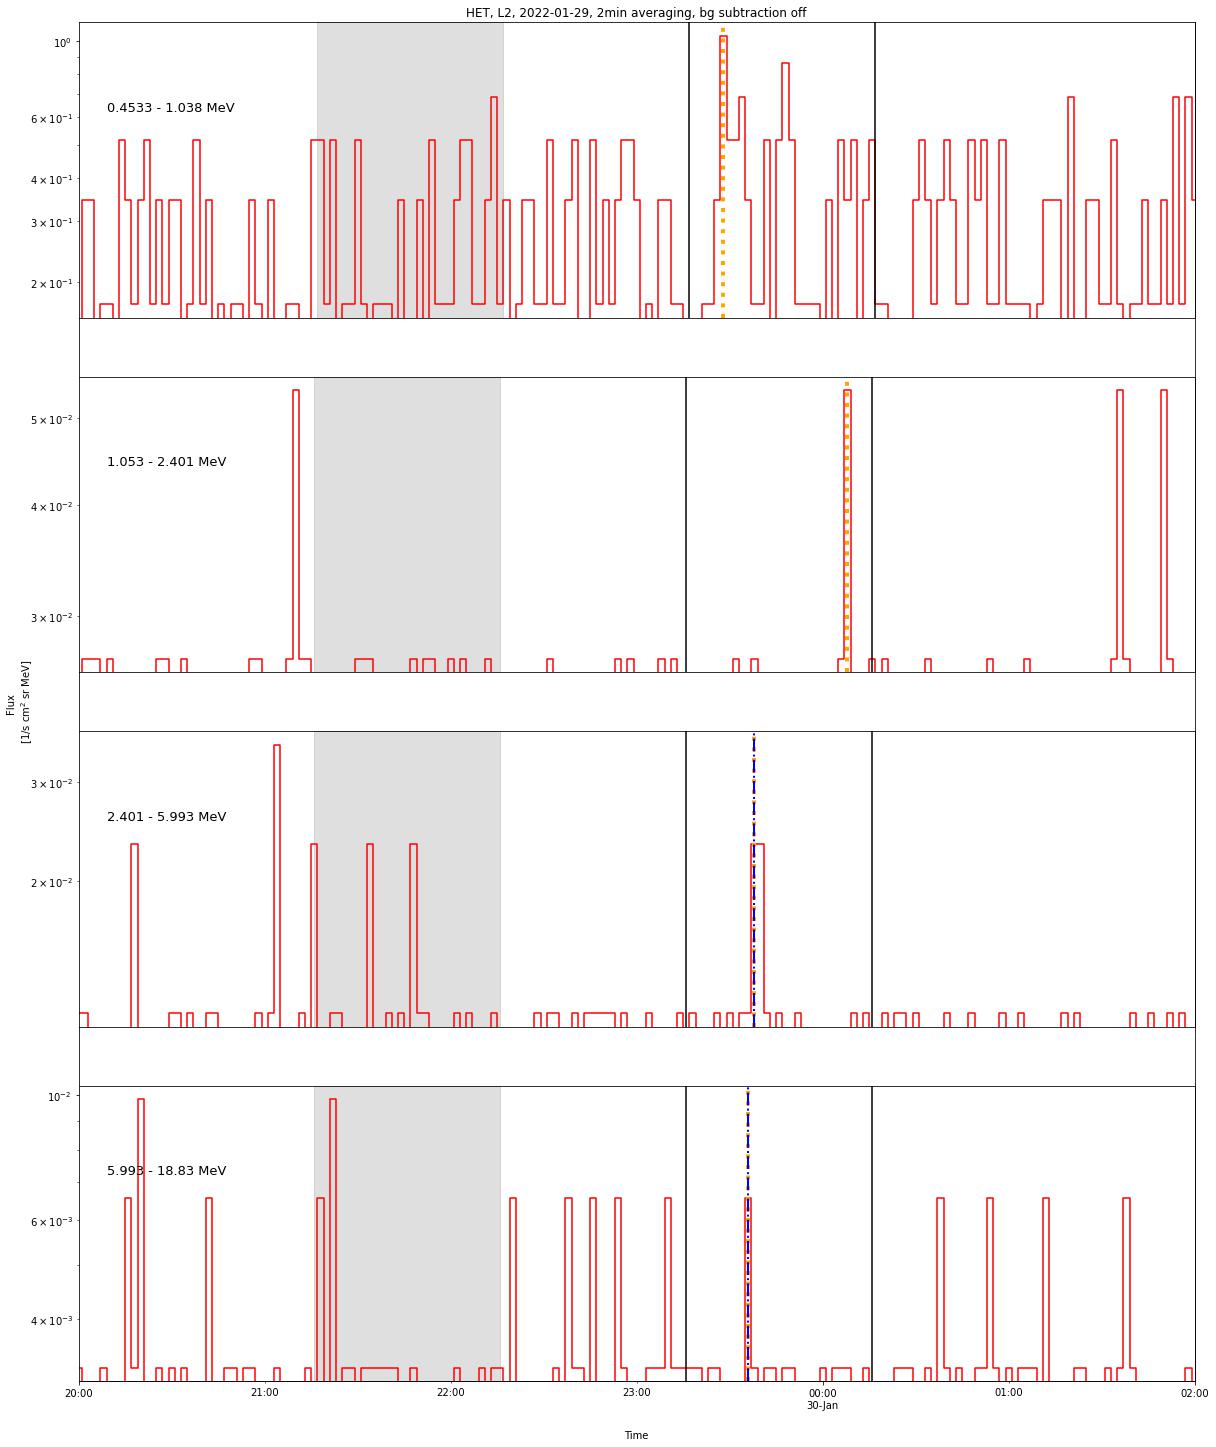 HET, L2, 2022-01-29, 2min averaging, bg subtraction off
10⁰
6 × 10⁻¹
4 × 10⁻¹
3 × 10⁻¹
2 × 10⁻¹
0.4533 - 1.038 MeV
5 × 10⁻²
4 × 10⁻²
3 × 10⁻²
1.053 - 2.401 MeV
Flux
[1/s cm² sr MeV]
3 × 10⁻²
2 × 10⁻²
2.401 - 5.993 MeV
10⁻²
6 × 10⁻³
4 × 10⁻³
5.993 - 18.83 MeV
20:00 21:00 22:00 23:00 00:00 01:00 02:00
30-Jan
Time